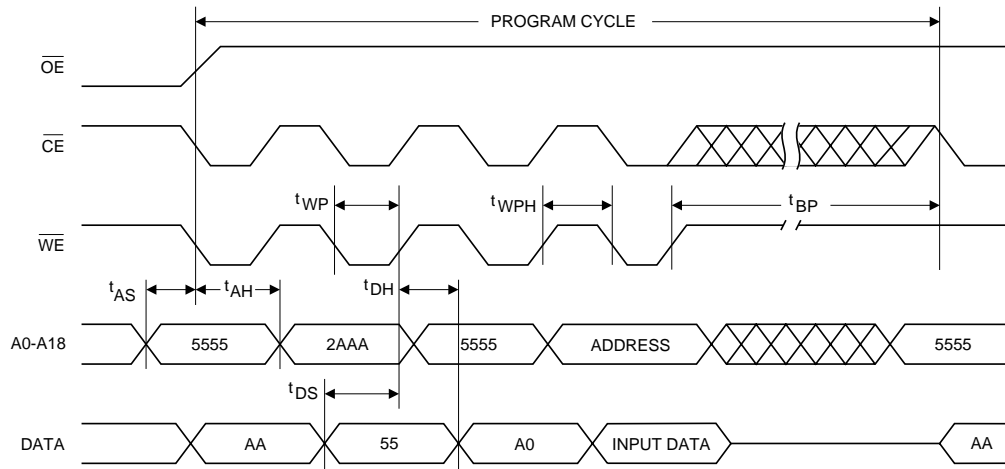 PROGRAM CYCLE
OE
CE
tWP tWPH tBP
WE
tAS tAH tDH
A0-A18 5555 2AAA 5555 ADDRESS 5555
tDS
DATA AA 55 A0 INPUT DATA AA